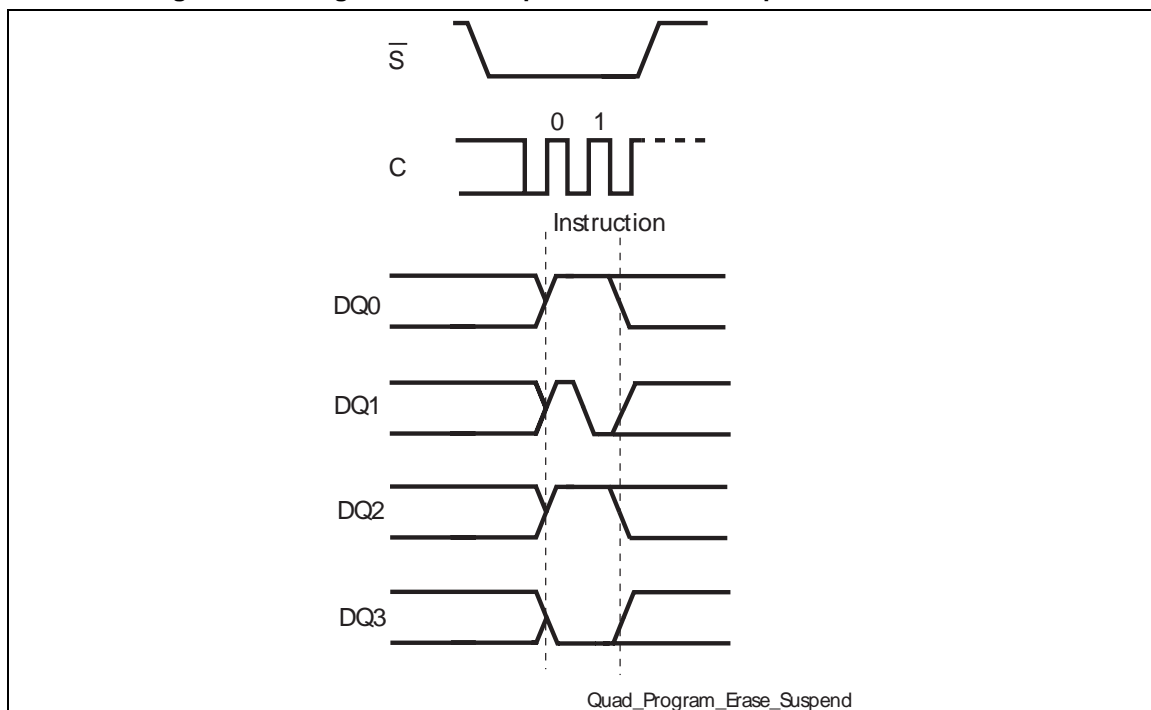 S
0 1
C
Instruction
DQ0
DQ1
DQ2
DQ3
Quad_Program_Erase_Suspend